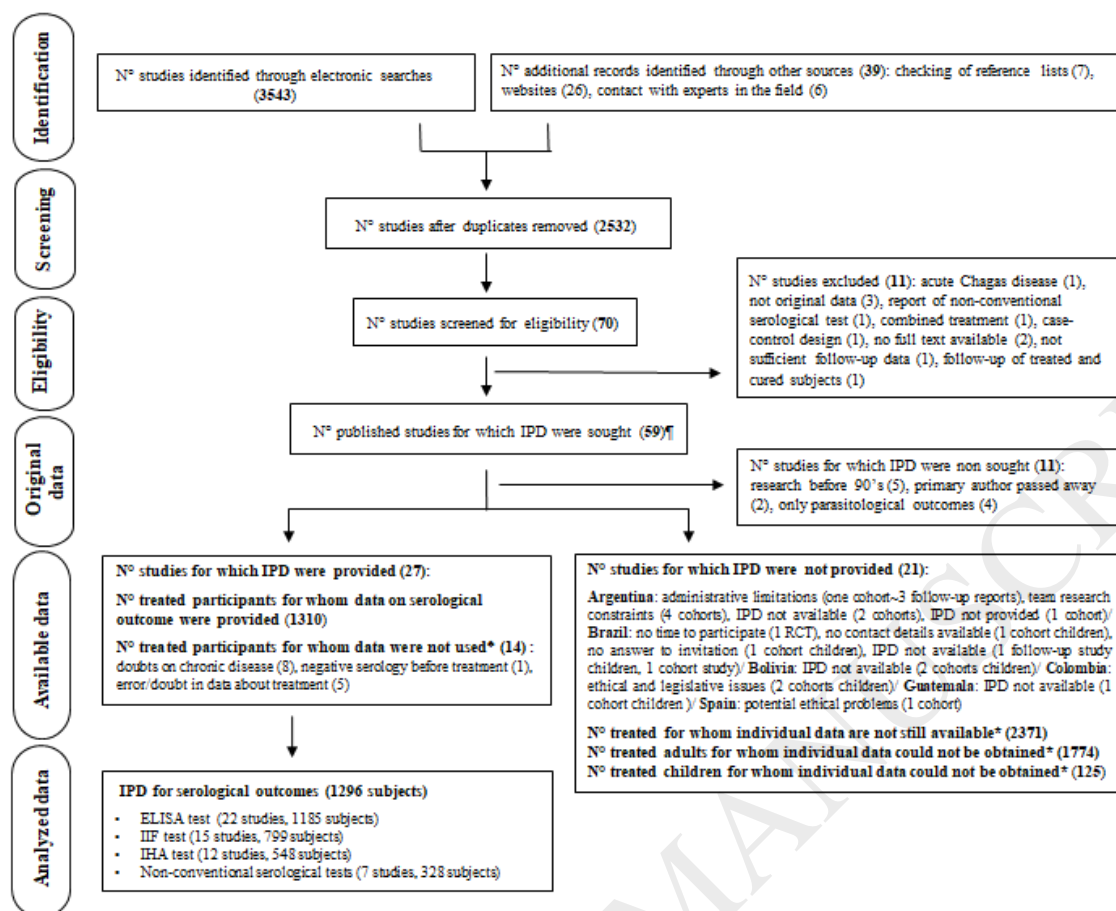 Identification
N° studies identified through electronic searches
(3543)
N° additional records identified through other sources (39): checking of reference lists (7),
websites (26), contact with experts in the field (6)
Screening
N° studies after duplicates removed (2532)
Eligibility
N° studies screened for eligibility (70)
N° studies excluded (11): acute Chagas disease (1),
not original data (3), report of non-conventional
serological test (1), combined treatment (1), case-
control design (1), no full text available (2), not
sufficient follow-up data (1), follow-up of treated and
cured subjects (1)
Original
data
N° published studies for which IPD were sought (59)¶
N° studies for which IPD were non sought (11):
research before 90's (5), primary author passed away
(2), only parasitological outcomes (4)
Available data
N° studies for which IPD were provided (27):
N° treated participants for whom data on serological
outcome were provided (1310)
N° treated participants for whom data were not used* (14) :
doubts on chronic disease (8), negative serology before treatment (1),
error/doubt in data about treatment (5)
N° studies for which IPD were not provided (21):
Argentina: administrative limitations (one cohort~3 follow-up reports), team research
constraints (4 cohorts), IPD not available (2 cohorts), IPD not provided (1 cohort)/
Brazil: no time to participate (1 RCT), no contact details available (1 cohort children),
no answer to invitation (1 cohort children), IPD not available (1 follow-up study
children, 1 cohort study)/ Bolivia: IPD not available (2 cohorts children)/ Colombia:
ethical and legislative issues (2 cohorts children)/ Guatemala: IPD not available (1
cohort children )/ Spain: potential ethical problems (1 cohort)
N° treated for whom individual data are not still available* (2371)
N° treated adults for whom individual data could not be obtained* (1774)
N° treated children for whom individual data could not be obtained* (125)
Analyzed data
IPD for serological outcomes (1296 subjects)
▪ ELISA test (22 studies, 1185 subjects)
▪ IIF test (15 studies, 799 subjects)
▪ IHA test (12 studies, 548 subjects)
▪ Non-conventional serological tests (7 studies, 328 subjects)
MANUSCR